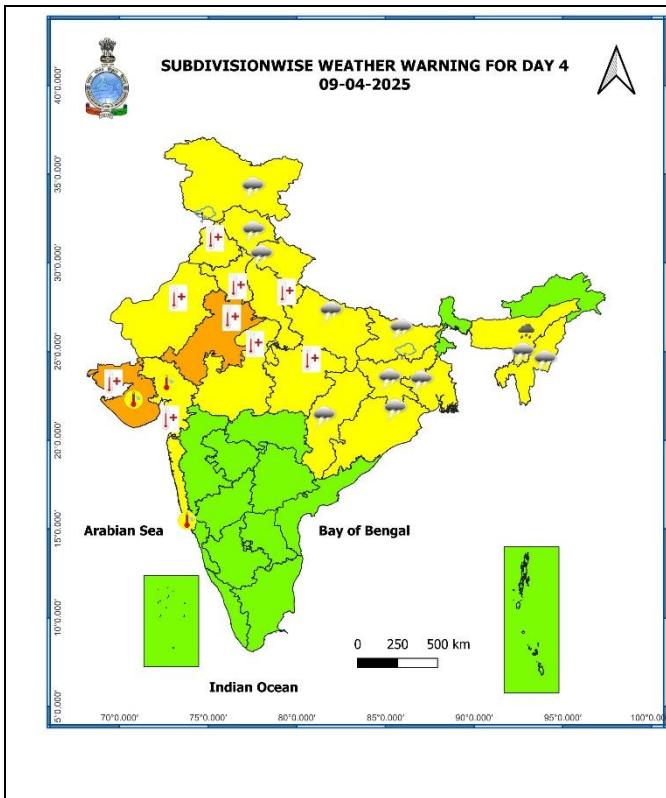 SUBDIVISIONWISE WEATHER WARNING FOR DAY 4
09-04-2025
40°0.000'
35°0.000'
30°0.000'
25°0.000'
20°0.000'
15°0.000'
10°0.000'
5°0.000'
Arabian Sea
Bay of Bengal
0 250 500 km
Indian Ocean
70°0.000' 75°0.000' 80°0.000' 85°0.000' 90°0.000' 95°0.000' 100°0.000'